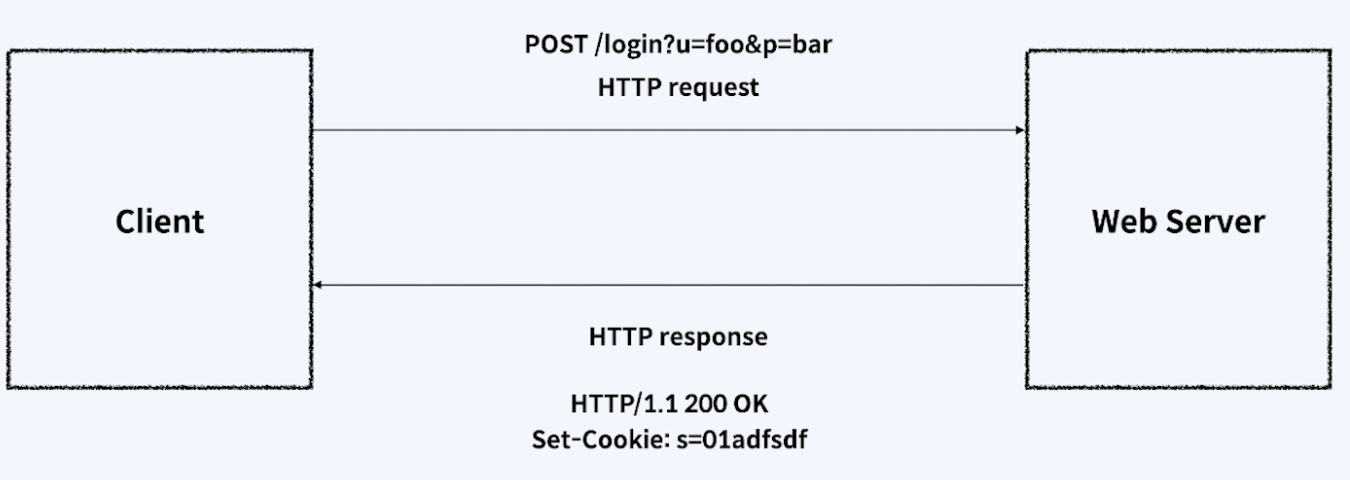 POST /login?u=foo&p=bar
HTTP request
Client
Web Server
HTTP response
HTTP/1.1 200 OK
Set-Cookie: s=01adfsdf